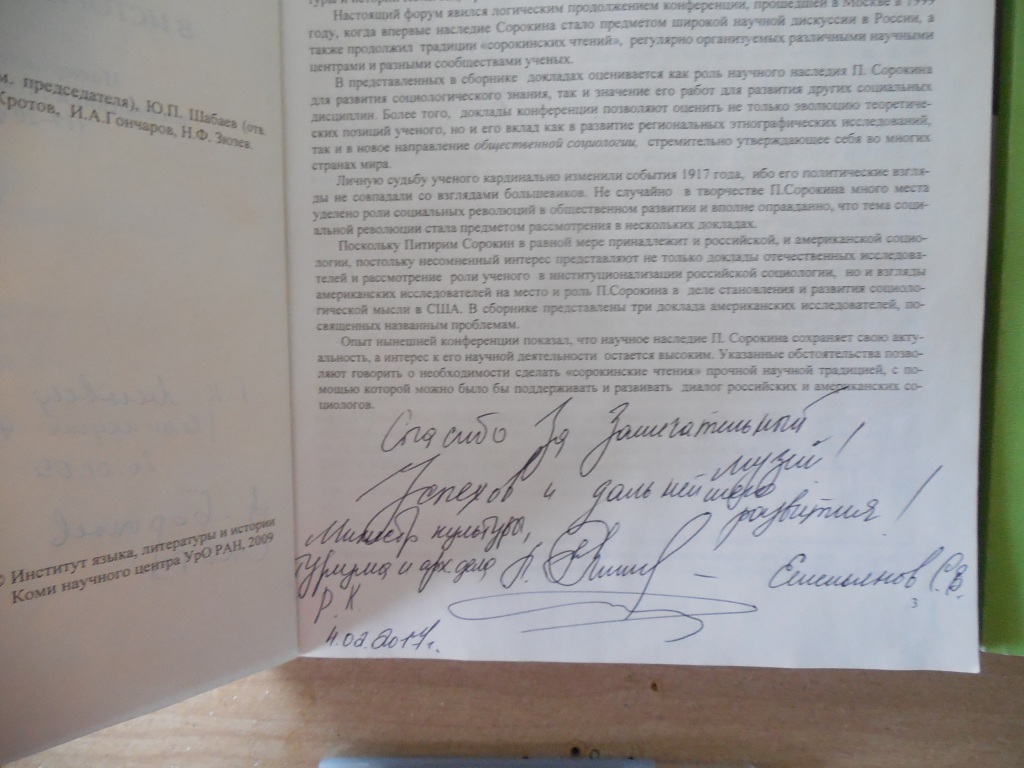 м. председателя), Ю.П. Шабаев (отв.
Кротов, И.А.Гончаров, Н.Ф. Зюзев.
© Институт языка, литературы и истории
Коми научного центра УрО РАН, 2009
Настоящий форум явился логическим продолжением конференции, прошедшей в Москве в 1999
году, когда впервые наследие Сорокина стало предметом широкой научной дискуссии в России, а
также продолжил традиции «сорокинских чтений», регулярно организуемых различными научными
центрами и разными сообществами ученых.
В представленных в сборнике докладах оценивается как роль научного наследия П. Сорокина
для развития социологического знания, так и значение его работ для развития других социальных
дисциплин. Более того, доклады конференции позволяют оценить не только эволюцию теоретиче-
ских позиций ученого, но и его вклад как в развитие региональных этнографических исследований,
так и в новое направление общественной социологии, стремительно утверждающее себя во многих
странах мира.
Личную судьбу ученого кардинально изменили события 1917 года, ибо его политические взгля-
ды не совпадали со взглядами большевиков. Не случайно в творчестве П.Сорокина много места
уделено роли социальных революций в общественном развитии и вполне оправданно, что тема соци-
альной революции стала предметом рассмотрения в нескольких докладах.
Поскольку Питирим Сорокин в равной мере принадлежит и российской, и американской социо-
логии, постольку несомненный интерес представляют не только доклады отечественных исследова-
телей и рассмотрение роли ученого в институционализации российской социологии, но и взгляды
американских исследователей на место и роль П.Сорокина в деле становления и развития социоло-
гической мысли в США. В сборнике представлены три доклада американских исследователей, по-
священных названным проблемам.
Опыт нынешней конференции показал, что научное наследие П. Сорокина сохраняет свою акту-
альность, а интерес к его научной деятельности остается высоким. Указанные обстоятельства позво-
ляют говорить о необходимости сделать «сорокинские чтения» прочной научной традицией, с по-
мощью которой можно было бы поддерживать и развивать диалог российских и американских со-
циологов.
Спасибо за замечательный
музей!
Успехов и дальнейшего
развития!
Министр культуры,
туризма и арх дела
Р.К
Емельянов С.В.
4.02.2017г.
3